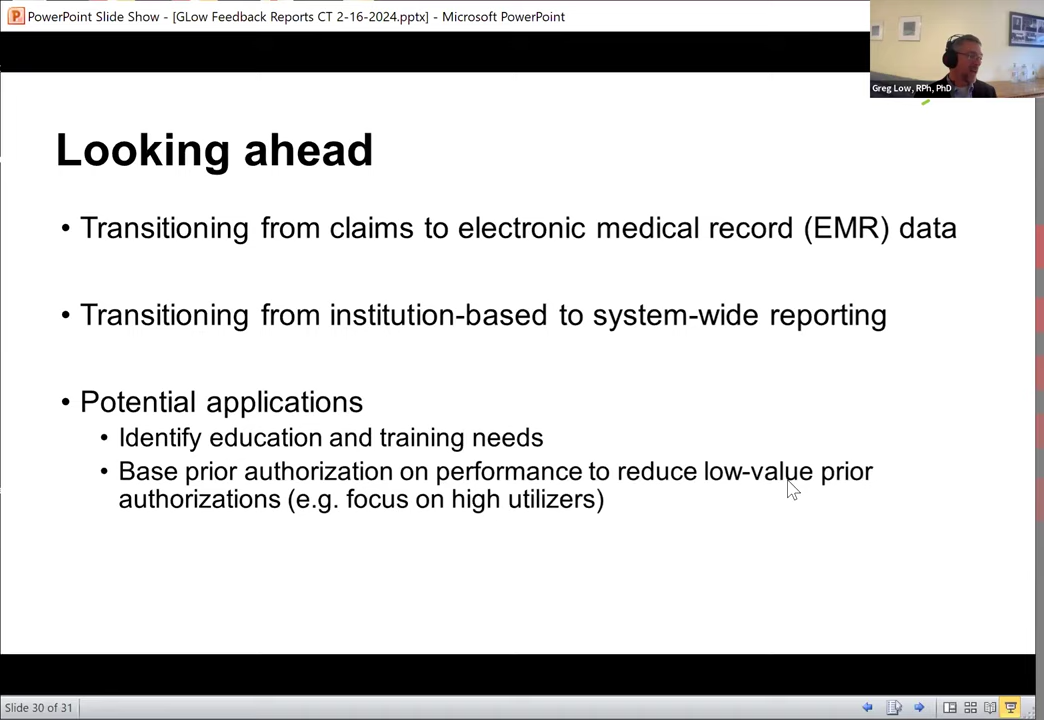 PowerPoint Slide Show - [GLow Feedback Reports CT 2-16-2024.pptx] - Microsoft PowerPoint
Greg Low, RPh, PhD
Looking ahead
• Transitioning from claims to electronic medical record (EMR) data
• Transitioning from institution-based to system-wide reporting
• Potential applications
• Identify education and training needs
• Base prior authorization on performance to reduce low-value prior
authorizations (e.g. focus on high utilizers)
Slide 30 of 31